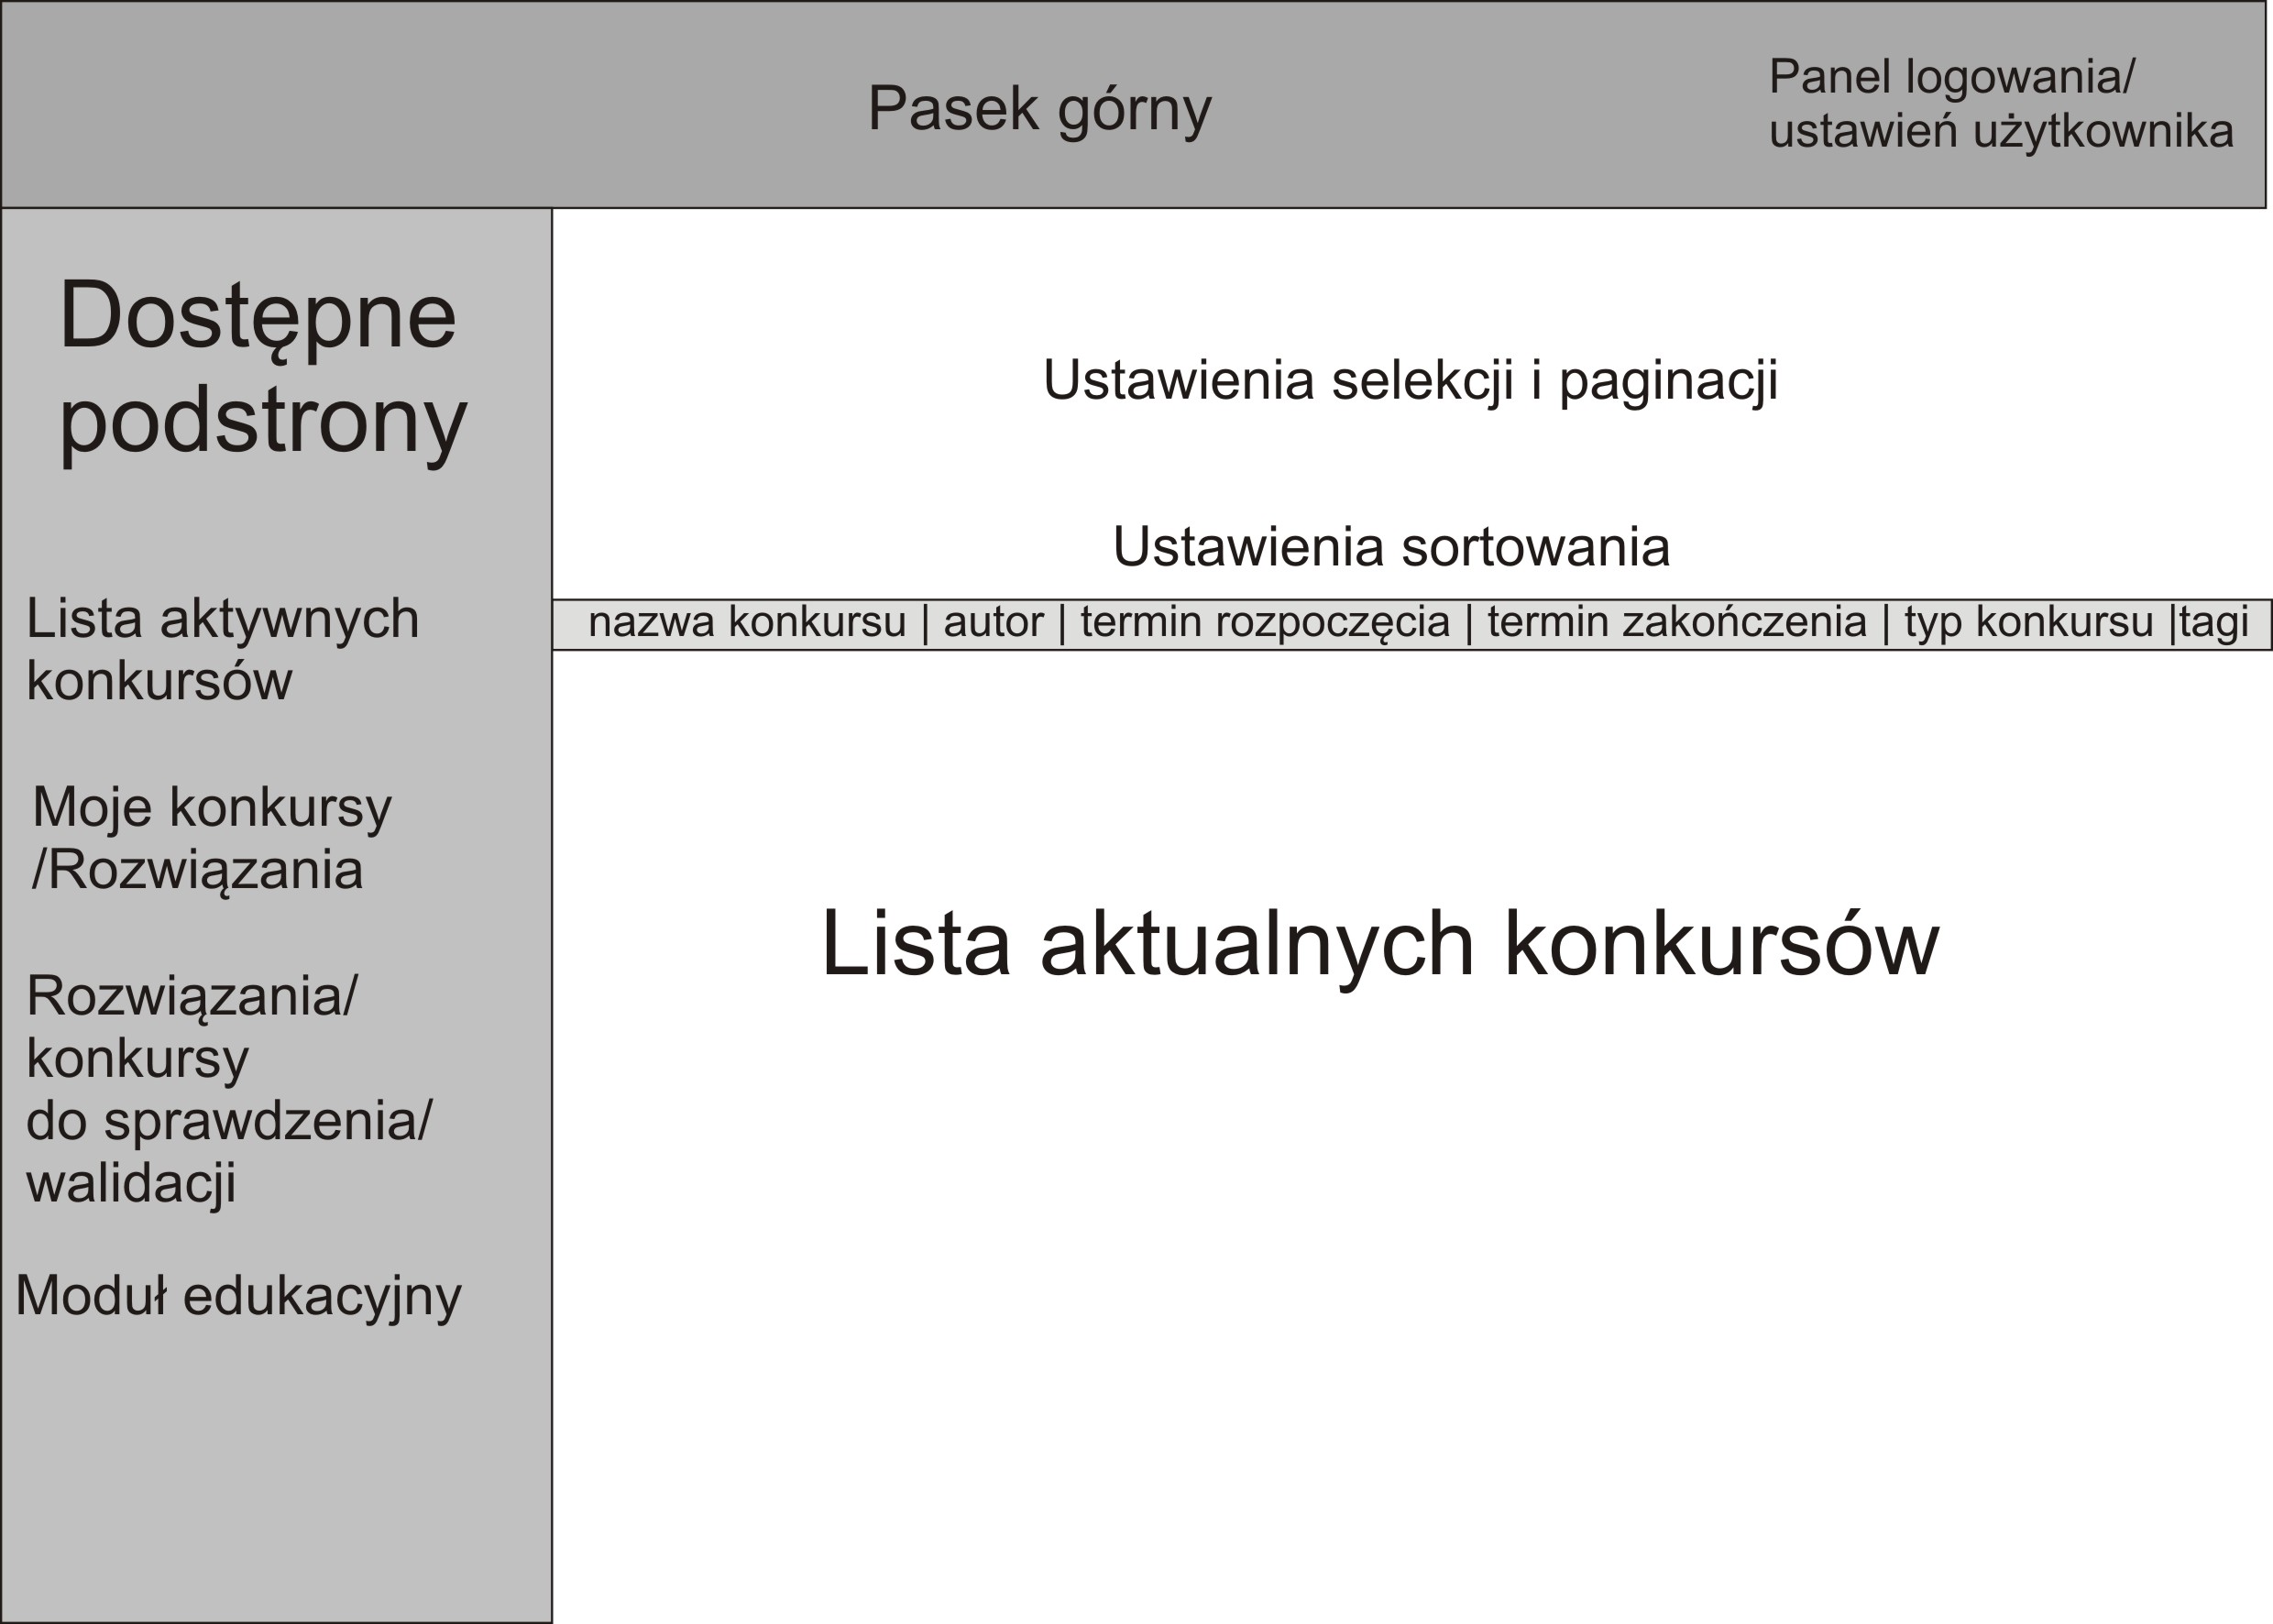 Pasek górny
Panel logowania/
ustawień użytkownika
Dostępne
podstrony
Lista aktywnych
konkursów
Moje konkursy
/Rozwiązania
Rozwiązania/
konkursy
do sprawdzenia/
walidacji
Moduł edukacyjny
Ustawienia selekcji i paginacji
Ustawienia sortowania
nazwa konkursu | autor | termin rozpoczęcia | termin zakończenia | typ konkursu |tagi
Lista aktualnych konkursów